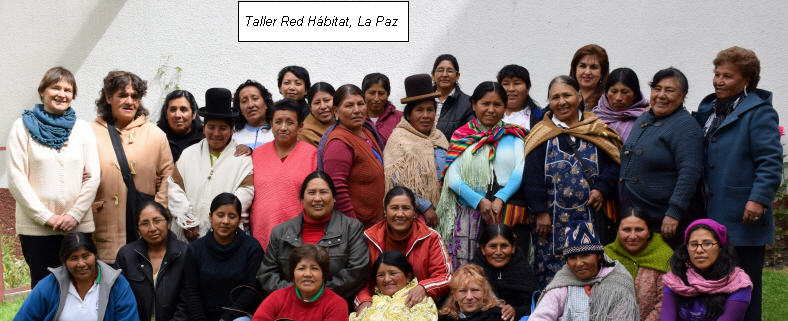 Taller Red Hábitat, La Paz